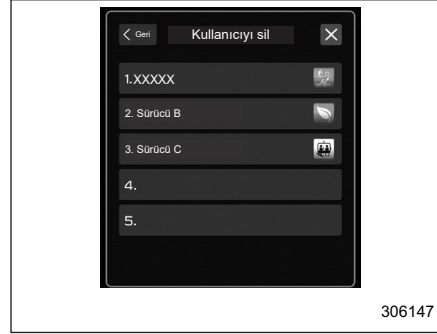 Geri
Kullanıcıyı sil
1.XXXXX
2. Sürücü B
3. Sürücü C
4.
5.
306147